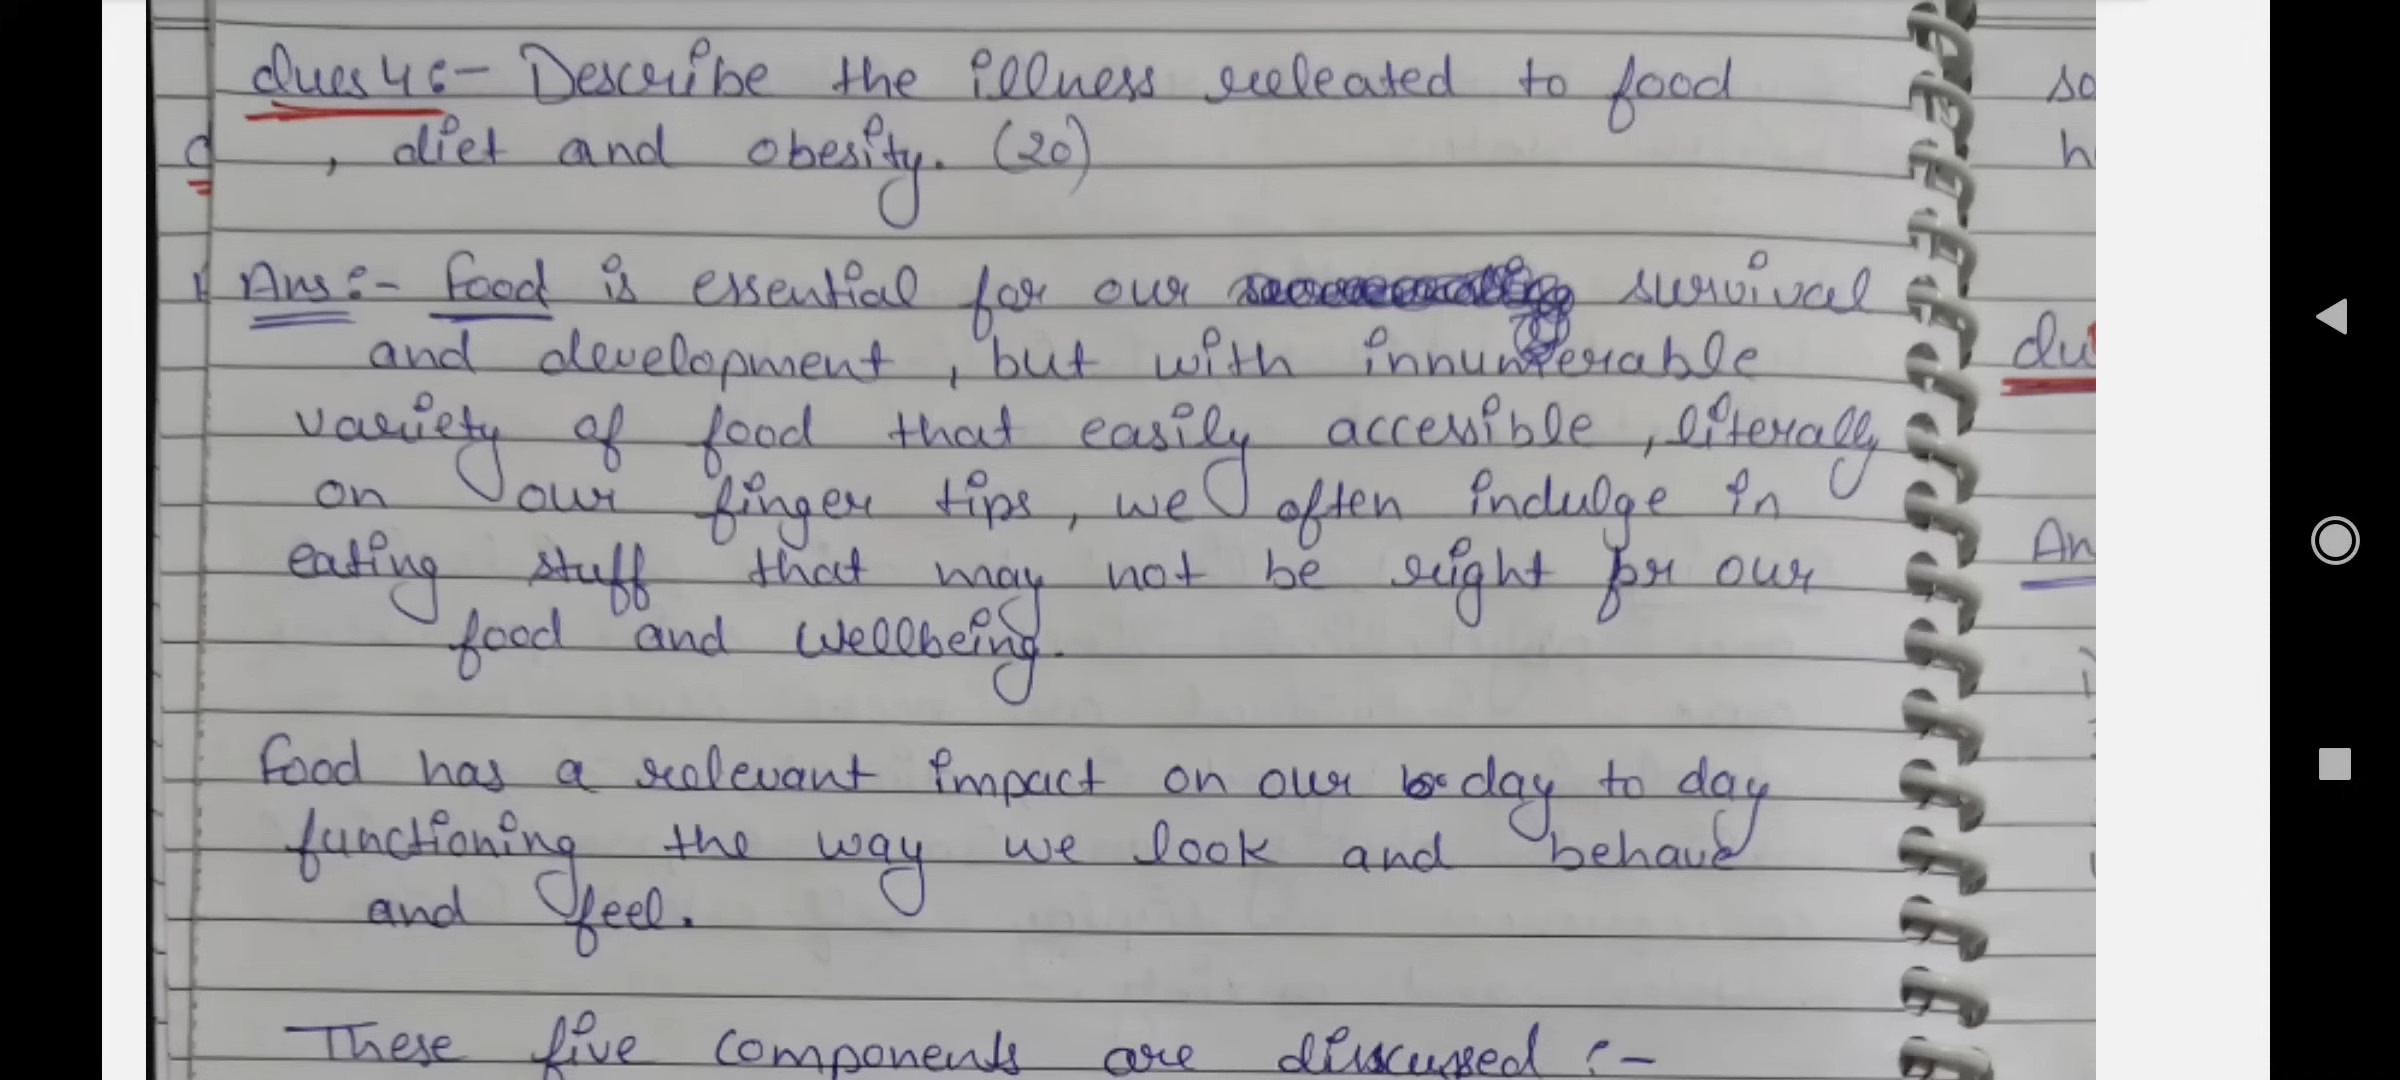 Ques 4:- Describe the illness releated to food
, diet and obesity. (20)
Ans:- Food is essential for our survival
and development, but with innumerable
variety of food that easily accessible, literally
on our finger tips, we often indulge in
eating stuff that may not be right for our
food and wellbeing.
Food has a relevant impact on our day to day
functioning the way we look and behave
and feel.
These five components are discussed :-
so
h
Qu
An